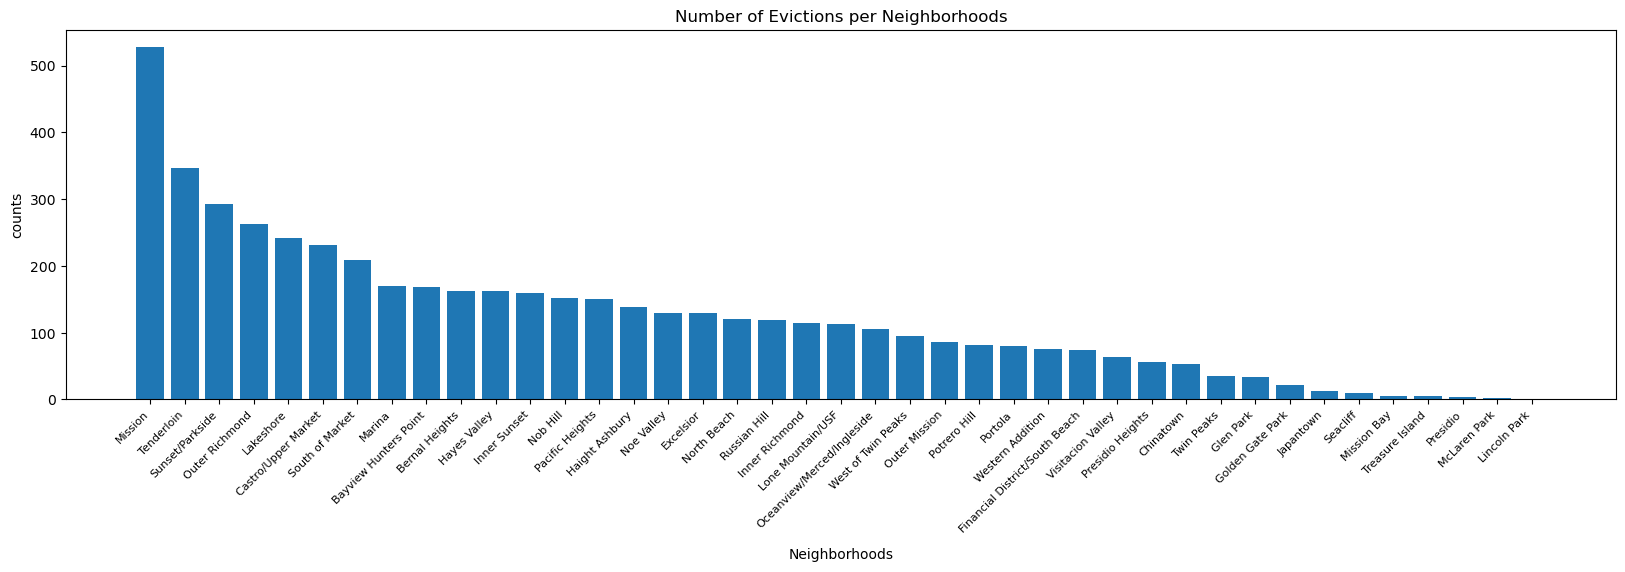 Number of Evictions per Neighborhoods
counts
500
400
300
200
100
0
Mission
Tenderloin
Sunset/Parkside
Outer Richmond
Lakeshore
Castro/Upper Market
South of Market
Marina
Bayview Hunters Point
Bernal Heights
Hayes Valley
Inner Sunset
Nob Hill
Pacific Heights
Haight Ashbury
Noe Valley
Excelsior
North Beach
Russian Hill
Inner Richmond
Lone Mountain/USF
Oceanview/Merced/Ingleside
West of Twin Peaks
Outer Mission
Potrero Hill
Portola
Western Addition
Financial District/South Beach
Visitacion Valley
Presidio Heights
Chinatown
Twin Peaks
Glen Park
Golden Gate Park
Japantown
Seacliff
Mission Bay
Treasure Island
Presidio
McLaren Park
Lincoln Park
Neighborhoods